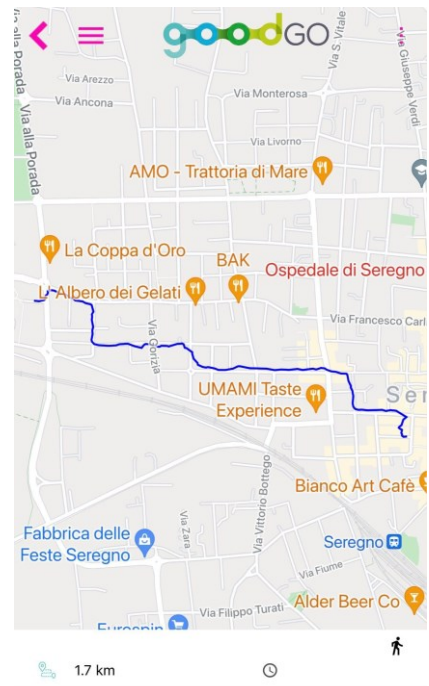 goodGO
Via alla Porada
Via alla Porada
Via S. Vitale
Via Giuseppe Verdi
Via Arezzo
Via Ancona
Via Monterosa
Via Livorno
AMO - Trattoria di Mare
La Coppa d'Oro
BAK
L'Albero dei Gelati
Ospedale di Seregno
Via Gorizia
Via Francesco Carl
UMAMI Taste
Experience
Ser
Bianco Art Cafè
Via Vittorio Bottego
Via Zara
Fabbrica delle
Feste Seregno
Seregno
Via Fiume
Alder Beer Co
Via Filippo Turati
Eurospin
1.7 km